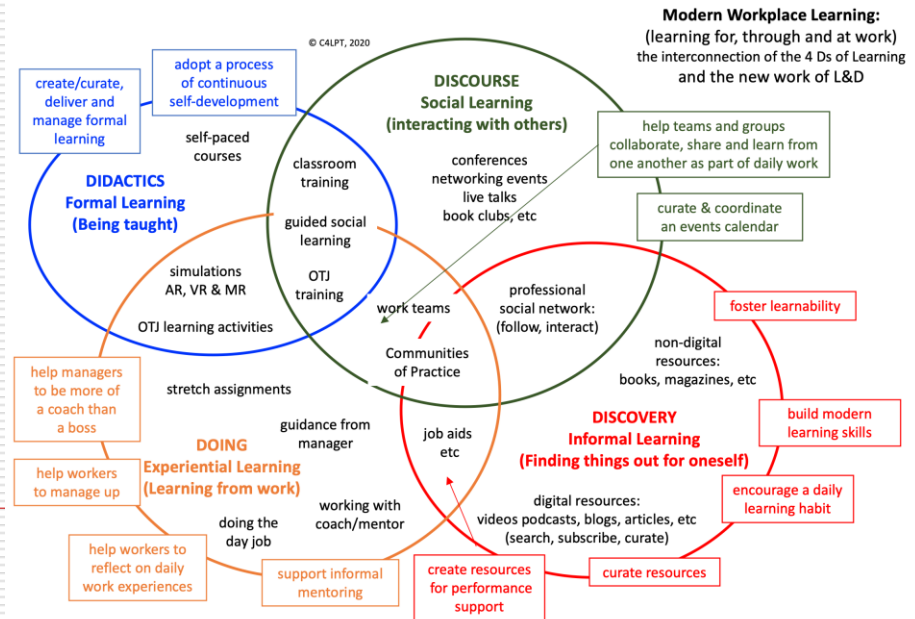 Modern Workplace Learning:
(learning for, through and at work)
the interconnection of the 4 Ds of Learning
and the new work of L&D
© C4LPT, 2020
adopt a process
of continuous
self-development
create/curate,
deliver and
manage formal
learning
DISCOURSE
Social Learning
(interacting with others)
help teams and groups
collaborate, share and learn from
one another as part of daily work
self-paced
courses
classroom
training
conferences
networking events
live talks
book clubs, etc
DIDACTICS
Formal Learning
(Being taught)
curate & coordinate
an events calendar
guided social
learning
simulations
AR, VR & MR
OTJ
training
OTJ learning activities
work teams
professional
social network:
(follow, interact)
foster learnability
Communities
of Practice
non-digital
resources:
books, magazines, etc
help managers
to be more of
a coach than
a boss
stretch assignments
guidance from
manager
job aids
etc
DISCOVERY
Informal Learning
(Finding things out for oneself)
build modern
learning skills
DOING
Experiential Learning
(Learning from work)
help workers
to manage up
encourage a daily
learning habit
working with
coach/mentor
digital resources:
videos podcasts, blogs, articles, etc
(search, subscribe, curate)
doing the
day job
help workers to
reflect on daily
work experiences
support informal
mentoring
create resources
for performance
support
curate resources